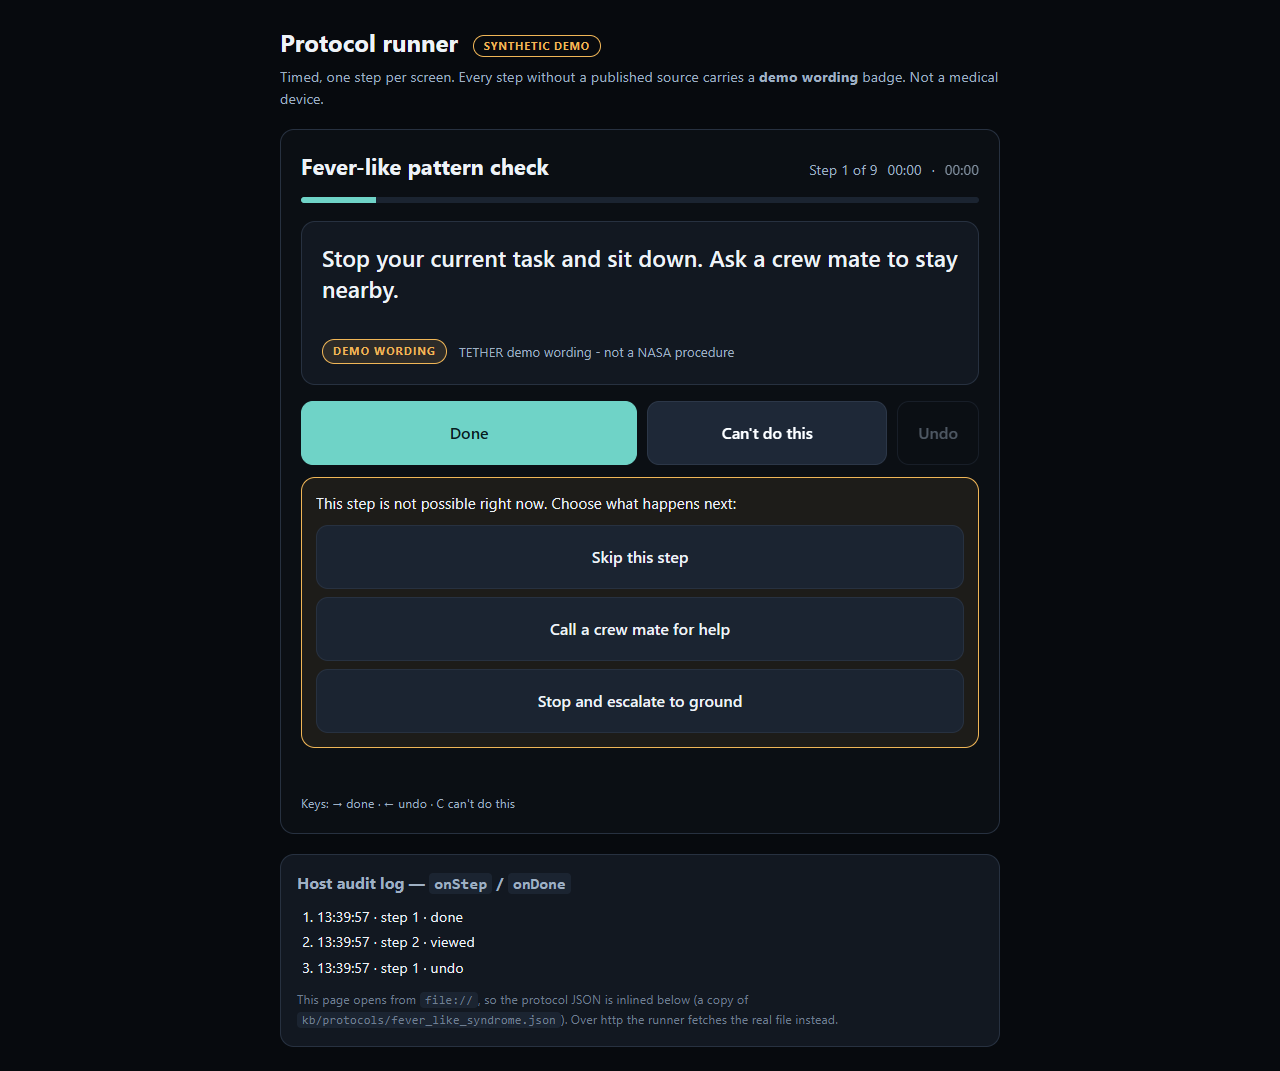 Protocol runner SYNTHETIC DEMO
Timed, one step per screen. Every step without a published source carries a demo wording badge. Not a medical
device.
Fever-like pattern check
Step 1 of 9 00:00 · 00:00
Stop your current task and sit down. Ask a crew mate to stay
nearby.
DEMO WORDING TETHER demo wording - not a NASA procedure
Done
Can't do this
Undo
This step is not possible right now. Choose what happens next:
Skip this step
Call a crew mate for help
Stop and escalate to ground
Keys: → done · ← undo · C can't do this
Host audit log — onStep / onDone
1. 13:39:57 · step 1 · done
2. 13:39:57 · step 2 · viewed
3. 13:39:57 · step 1 · undo
This page opens from file://, so the protocol JSON is inlined below (a copy of
kb/protocols/fever_like_syndrome.json). Over http the runner fetches the real file instead.